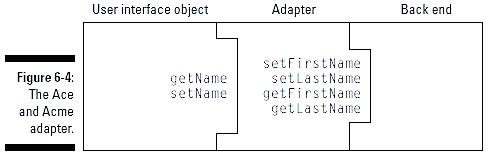 User interface object
Adapter
Back end
Figure 6-4:
The Ace
and Acme
adapter.
getName
setName
setFirstName
setLastName
getFirstName
getLastName